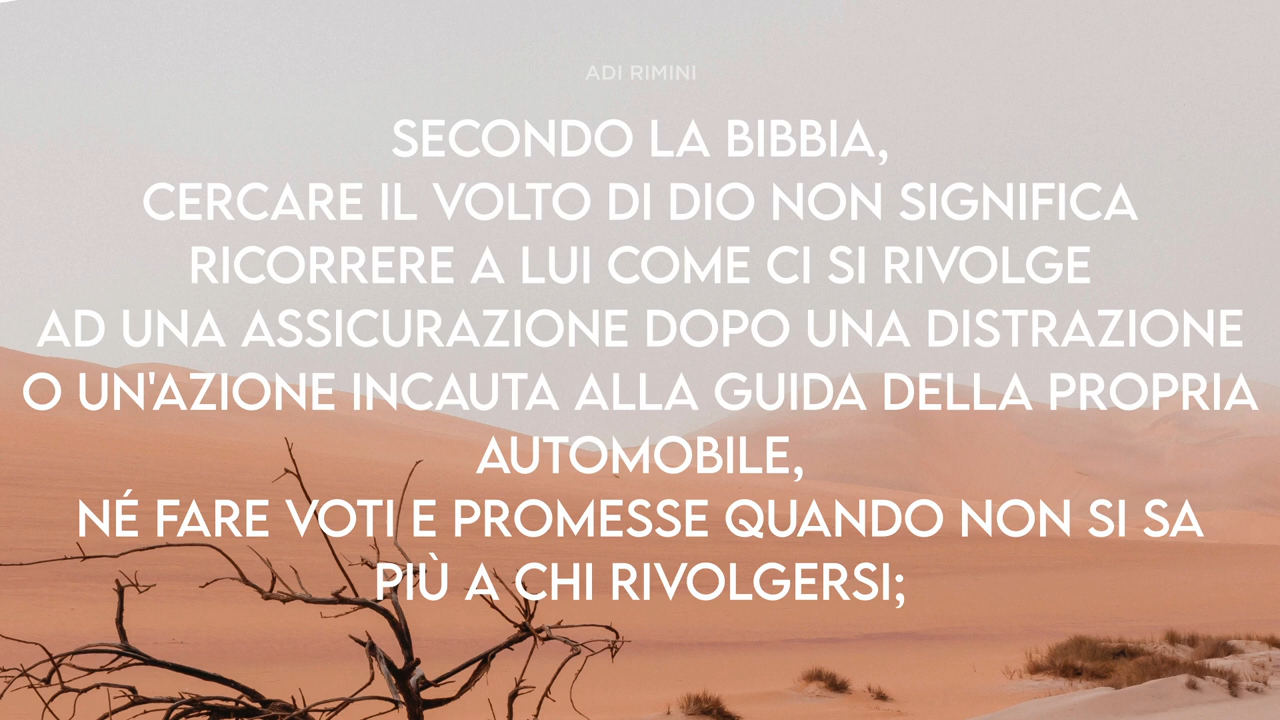 ADI RIMINI
SECONDO LA BIBBIA,
CERCARE IL VOLTO DI DIO NON SIGNIFICA
RICORRERE A LUI COME CI SI RIVOLGE
AD UNA ASSICURAZIONE DOPO UNA DISTRAZIONE
O UN'AZIONE INCAUTA ALLA GUIDA DELLA PROPRIA
AUTOMOBILE,
NÉ FARE VOTI E PROMESSE QUANDO NON SI SA
PIÙ A CHI RIVOLGERSI;